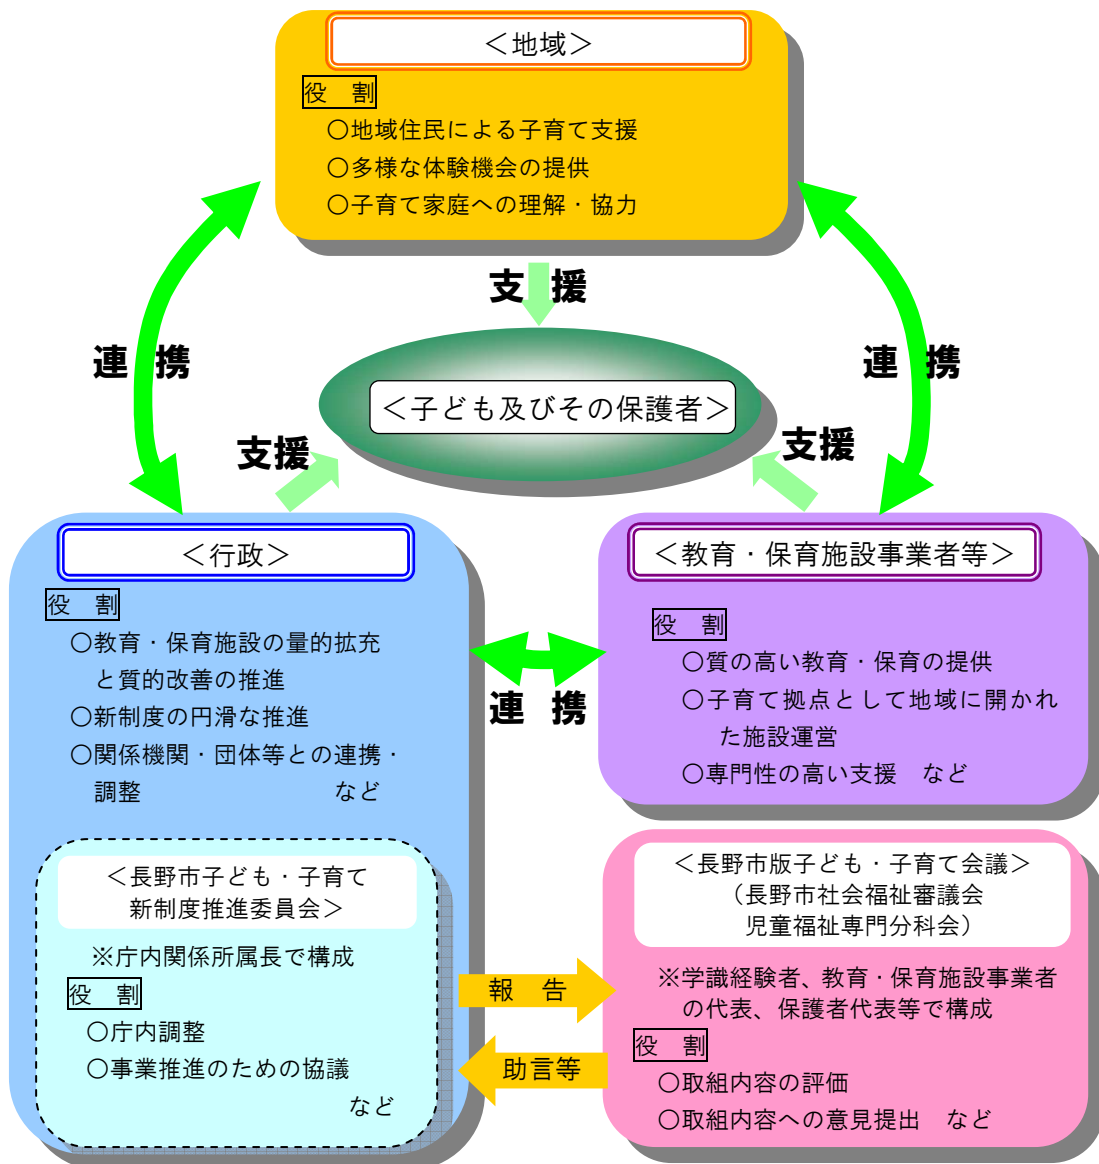 ＜地域＞
役　割
〇地域住民による子育て支援
〇多様な体験機会の提供
〇子育て家庭への理解・協力
支　援
連　携
連　携
＜子ども及びその保護者＞
支援
支援
＜行政＞
役　割
〇教育・保育施設の量的拡充
と質的改善の推進
〇新制度の円滑な推進
〇関係機関・団体等との連携・
調整　　　　　　　　など
連　携
＜教育・保育施設事業者等＞
役　割
〇質の高い教育・保育の提供
〇子育て拠点として地域に開かれ
た施設運営
〇専門性の高い支援　など
＜長野市子ども・子育て
新制度推進委員会＞
※庁内関係所属長で構成
役　割
〇庁内調整
〇事業推進のための協議
など
報　告
助言等
＜長野市版子ども・子育て会議＞
（長野市社会福祉審議会
児童福祉専門分科会）
※学識経験者、教育・保育施設事業者
の代表、保護者代表等で構成
役　割
〇取組内容の評価
〇取組内容への意見提出　など